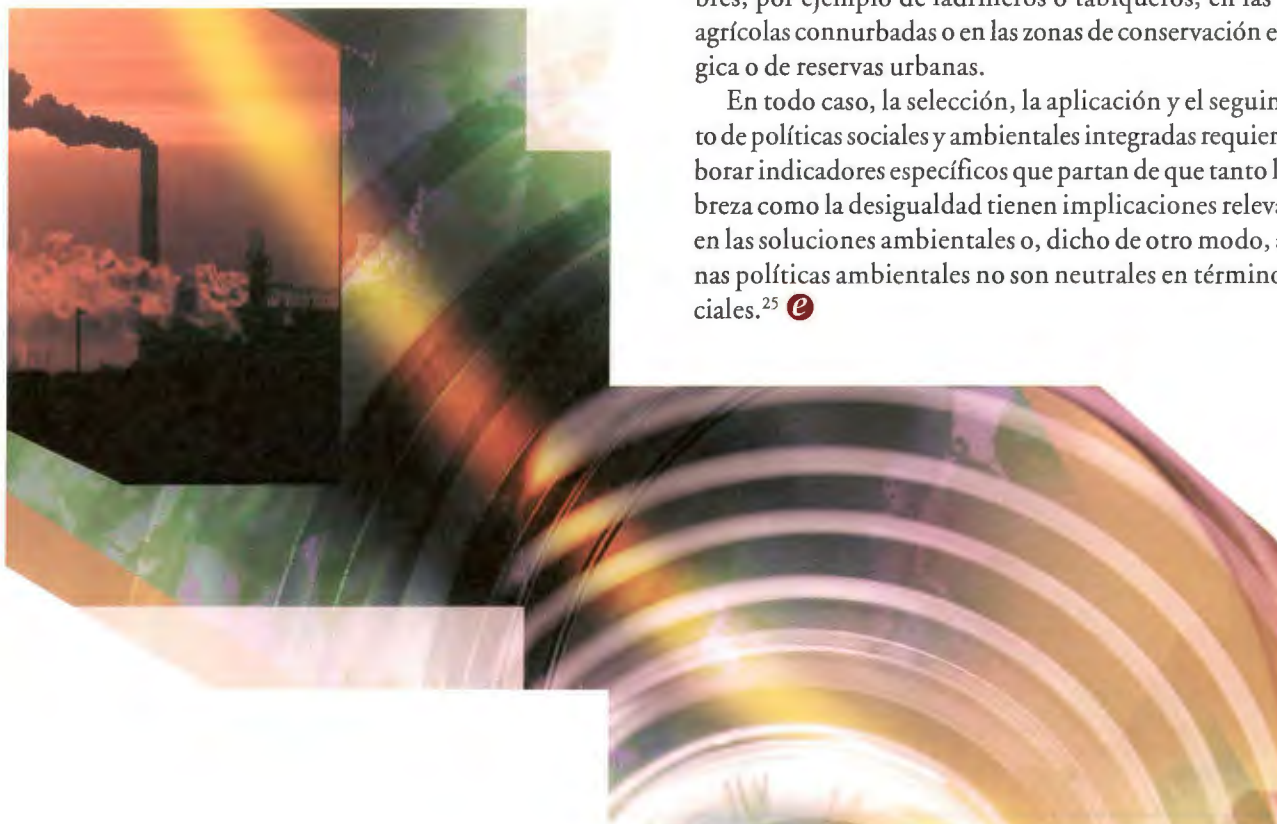 bres, por ejemplo de ladrilleros o tabiqueros, en las
agrícolas connurbadas o en las zonas de conservación e
gica o de reservas urbanas.
En todo caso, la selección, la aplicación y el seguin
to de políticas sociales y ambientales integradas requier
borar indicadores específicos que partan de que tanto l
breza como la desigualdad tienen implicaciones releva
en las soluciones ambientales o, dicho de otro modo, a
nas políticas ambientales no son neutrales en término
ciales.²⁵ e